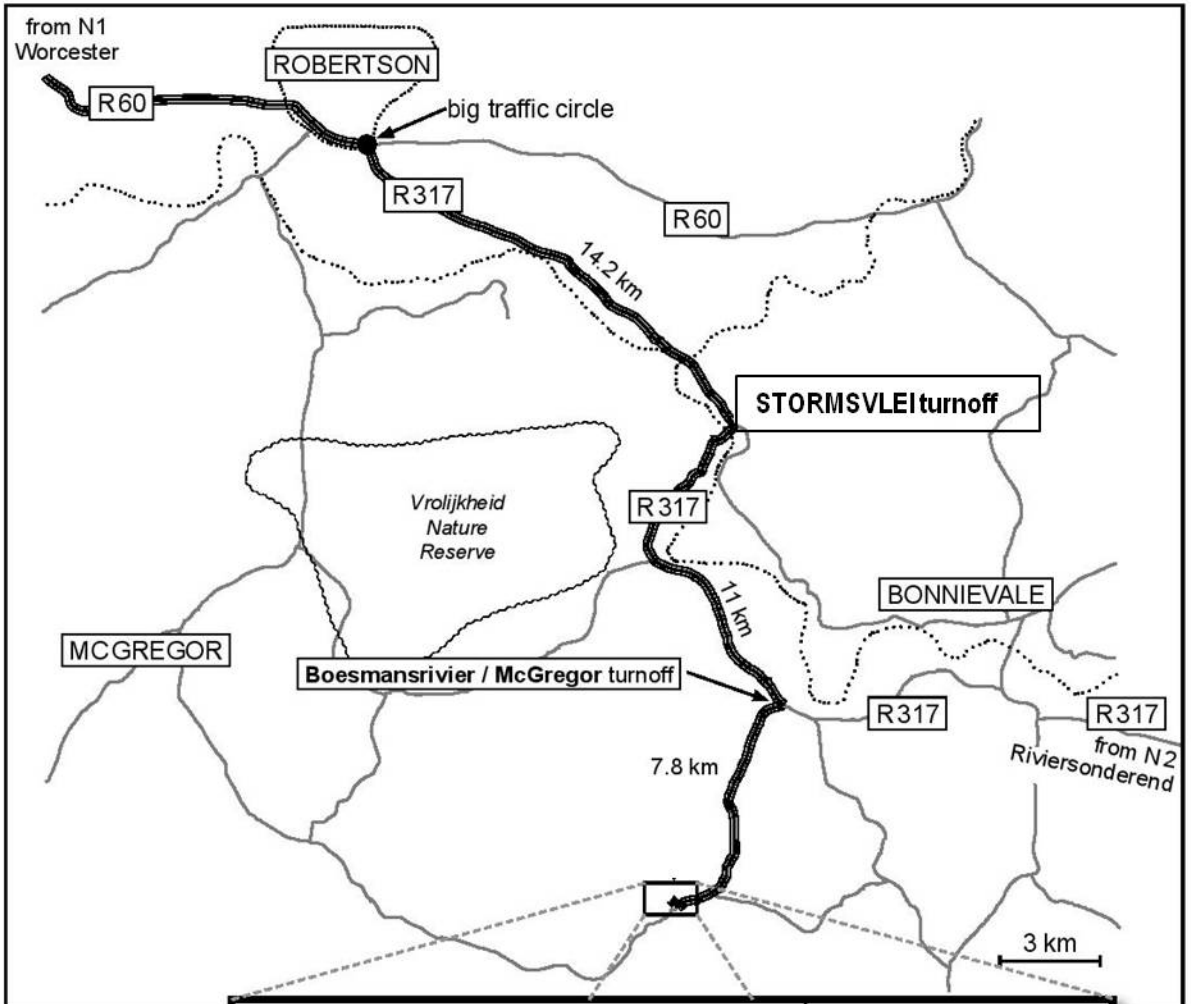 from N1
Worcester
ROBERTSON
R60
big traffic circle
R317
R60
14.2 km
STORMSVLEI turnoff
Vrolijkheid
Nature
Reserve
R317
11 km
BONNIEVALE
MCGREGOR
Boesmansrivier / McGregor turnoff
R317
R317
from N2
Riviersonderend
7.8 km
3 km